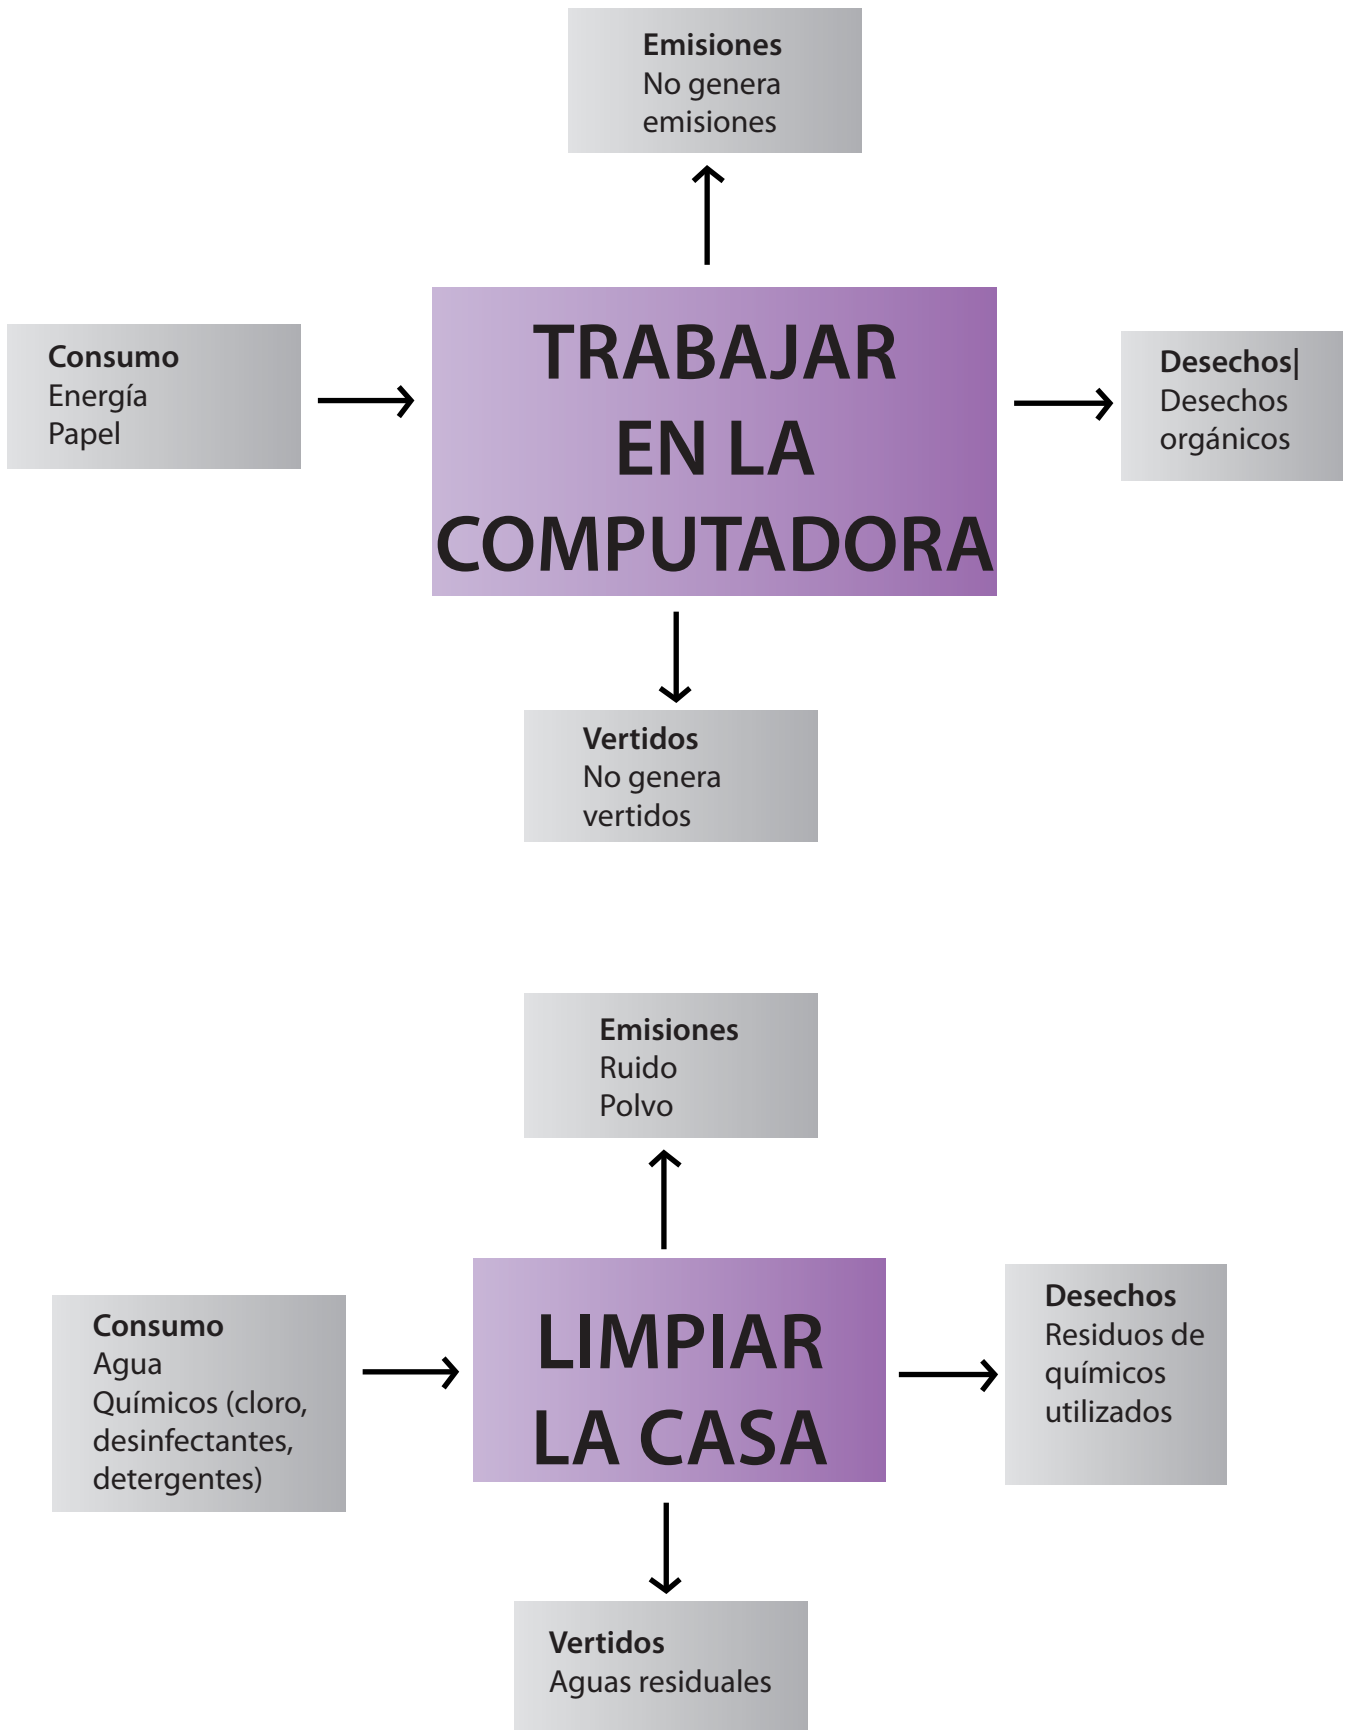 Emisiones
No genera
emisiones
Consumo
Energía
Papel
TRABAJAR
EN LA
COMPUTADORA
Desechos|
Desechos
orgánicos
Vertidos
No genera
vertidos
Emisiones
Ruido
Polvo
Consumo
Agua
Químicos (cloro,
desinfectantes,
detergentes)
LIMPIAR
LA CASA
Desechos
Residuos de
químicos
utilizados
Vertidos
Aguas residuales